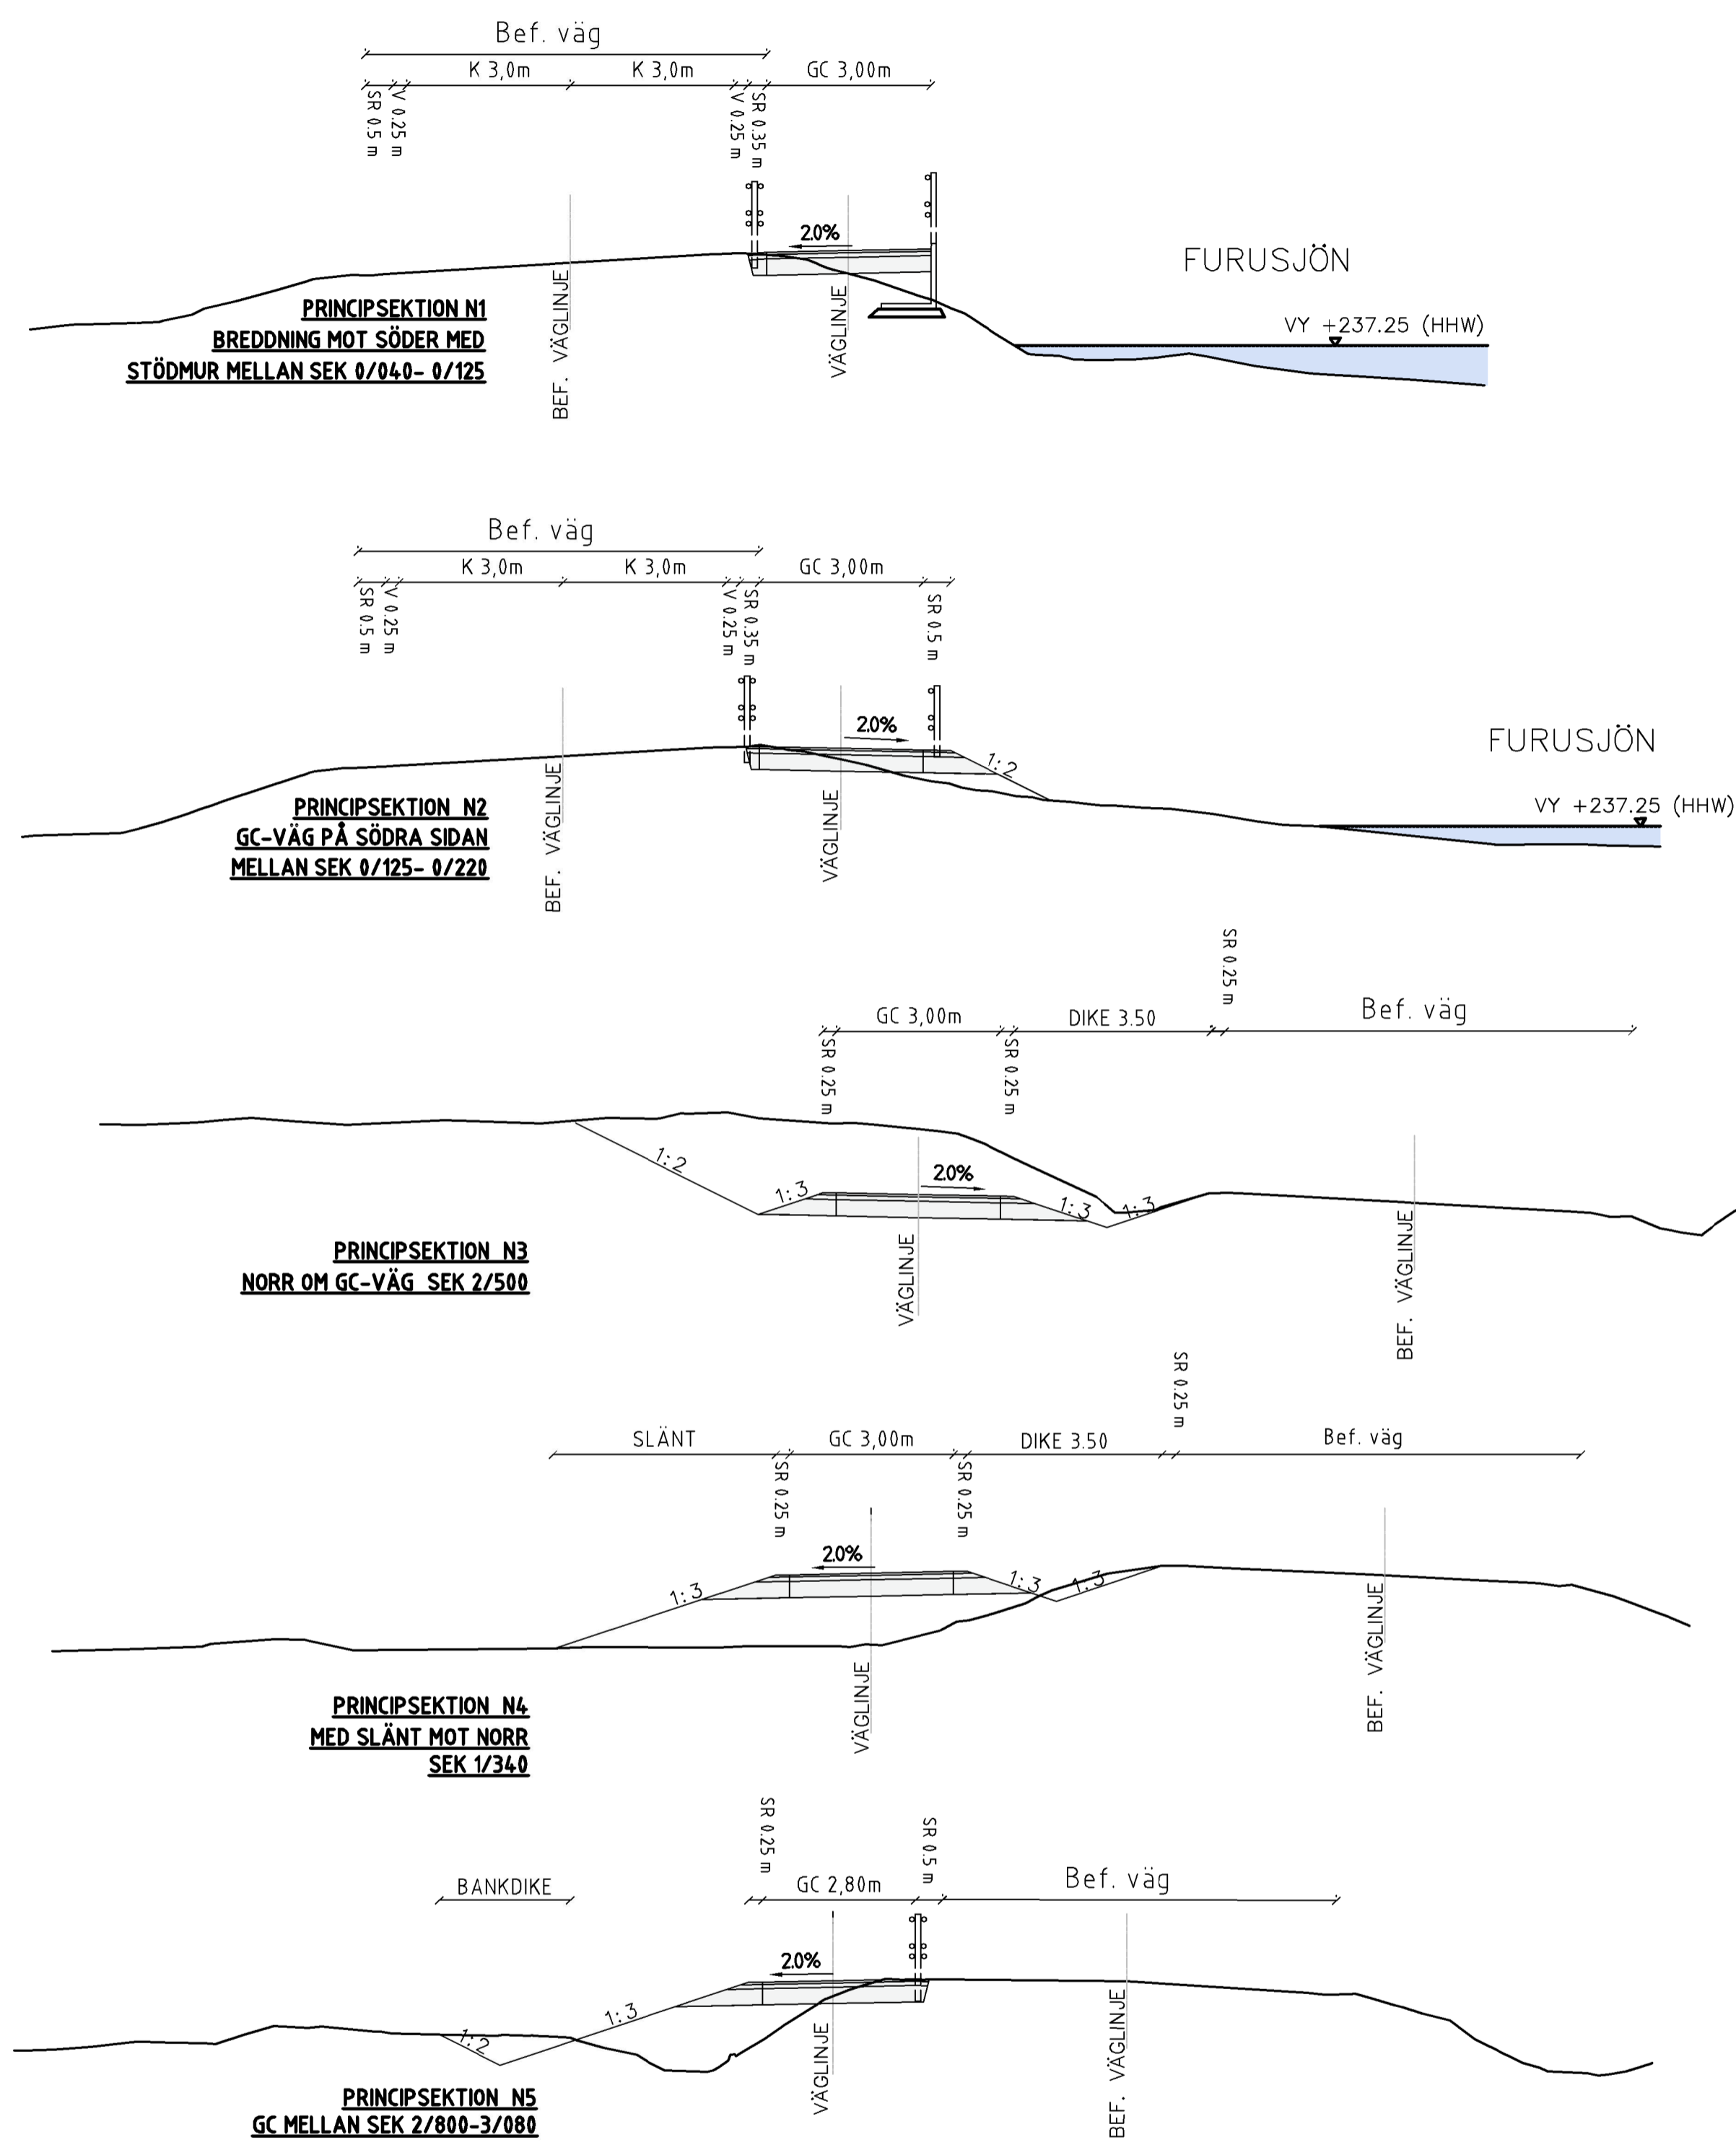 Bef. väg
K 3,0m K 3,0m GC 3,00m
SR 0.5 m V 0.25 m V 0.25 m SR 0.35 m
2.0%
FURUSJÖN
VY +237.25 (HHW)
BEF. VÄGLINJE VÄGLINJE
PRINCIPSEKTION N1
BREDDNING MOT SÖDER MED
STÖDMUR MELLAN SEK 0/040- 0/125
Bef. väg
K 3,0m K 3,0m GC 3,00m
SR 0.5 m V 0.25 m V 0.25 m SR 0.35 m SR 0.5 m
2.0%
1:2
FURUSJÖN
VY +237.25 (HHW)
BEF. VÄGLINJE VÄGLINJE
PRINCIPSEKTION N2
GC-VÄG PÅ SÖDRA SIDAN
MELLAN SEK 0/125- 0/220
SR 0.25 m
GC 3,00m DIKE 3.50 Bef. väg
SR 0.25 m SR 0.25 m
1:2 1:3 2.0% 1:3 1:3
VÄGLINJE BEF. VÄGLINJE
PRINCIPSEKTION N3
NORR OM GC-VÄG SEK 2/500
SR 0.25 m
SLÄNT GC 3,00m DIKE 3.50 Bef. väg
SR 0.25 m SR 0.25 m
2.0%
1:3 1:3 1:3
VÄGLINJE BEF. VÄGLINJE
PRINCIPSEKTION N4
MED SLÄNT MOT NORR
SEK 1/340
SR 0.25 m SR 0.5 m
BANKDIKE GC 2,80m Bef. väg
2.0%
1:2 1:3
VÄGLINJE BEF. VÄGLINJE
PRINCIPSEKTION N5
GC MELLAN SEK 2/800-3/080